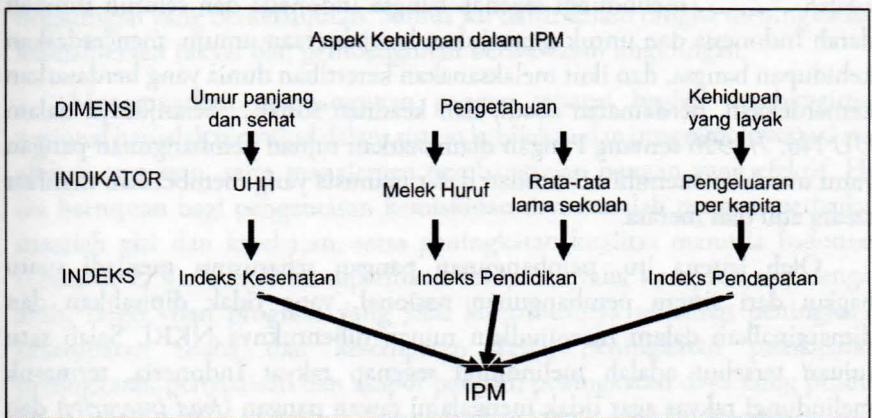 Aspek Kehidupan dalam IPM
DIMENSI Umur panjang dan sehat Pengetahuan Kehidupan yang layak
INDIKATOR UHH Melek Huruf Rata-rata lama sekolah Pengeluaran per kapita
INDEKS Indeks Kesehatan Indeks Pendidikan Indeks Pendapatan
IPM